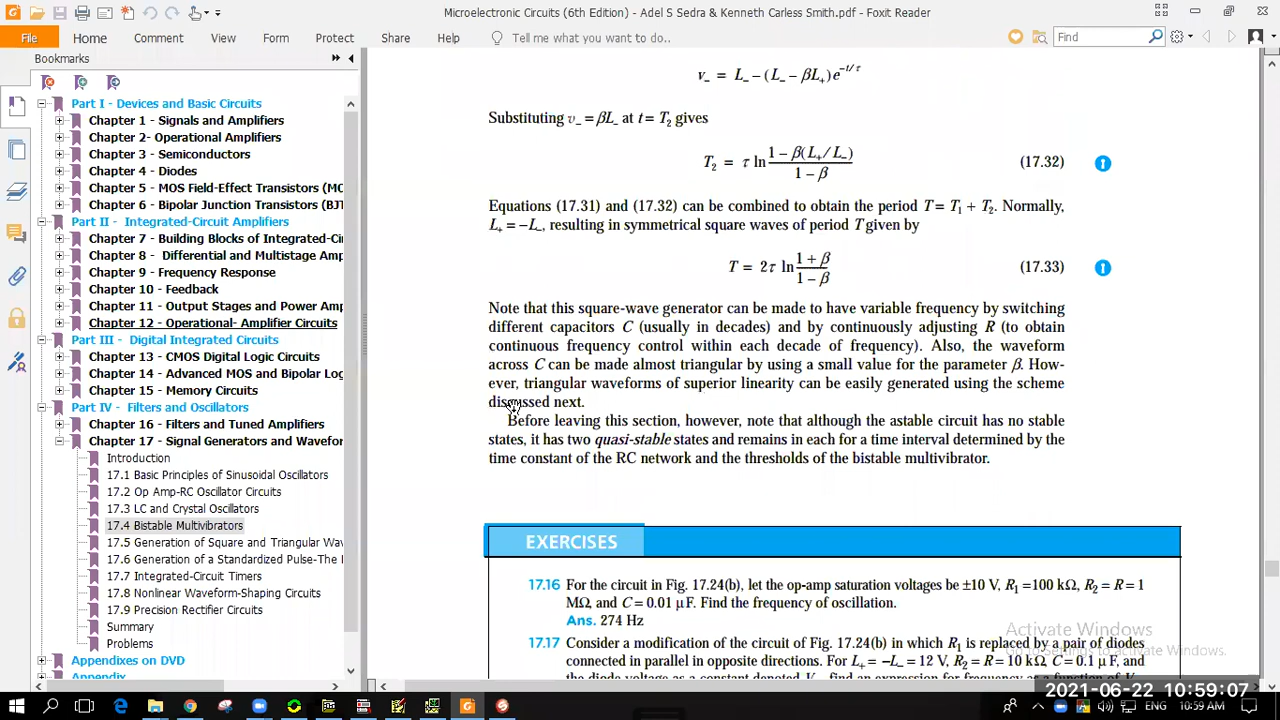 Microelectronic Circuits (6th Edition) - Adel S Sedra & Kenneth Carless Smith.pdf - Foxit Reader
File Home Comment View Form Protect Share Help Tell me what you want to do.. Find
Bookmarks
Part I - Devices and Basic Circuits
Chapter 1 - Signals and Amplifiers
Chapter 2- Operational Amplifiers
Chapter 3 - Semiconductors
Chapter 4 - Diodes
Chapter 5 - MOS Field-Effect Transistors (MC
Chapter 6 - Bipolar Junction Transistors (BJT
Part II - Integrated-Circuit Amplifiers
Chapter 7 - Building Blocks of Integrated-Ci
Chapter 8 - Differential and Multistage Amp
Chapter 9 - Frequency Response
Chapter 10 - Feedback
Chapter 11 - Output Stages and Power Amp
Chapter 12 - Operational- Amplifier Circuits
Part III - Digital Integrated Circuits
Chapter 13 - CMOS Digital Logic Circuits
Chapter 14 - Advanced MOS and Bipolar Log
Chapter 15 - Memory Circuits
Part IV - Filters and Oscillators
Chapter 16 - Filters and Tuned Amplifiers
Chapter 17 - Signal Generators and Wavefor
Introduction
17.1 Basic Principles of Sinusoidal Oscillators
17.2 Op Amp-RC Oscillator Circuits
17.3 LC and Crystal Oscillators
17.4 Bistable Multivibrators
17.5 Generation of Square and Triangular Wav
17.6 Generation of a Standardized Pulse-The I
17.7 Integrated-Circuit Timers
17.8 Nonlinear Waveform-Shaping Circuits
17.9 Precision Rectifier Circuits
Summary
Problems
Appendixes on DVD
Appendix
v₋ = L₋ – (L₋ – βL₊)e^(–t/τ)
Substituting v₋ = βL₋ at t = T₂ gives
T₂ = τ ln (1 – β(L₊/L₋))/(1 – β) (17.32)
Equations (17.31) and (17.32) can be combined to obtain the period T = T₁ + T₂. Normally,
L₊ = –L₋, resulting in symmetrical square waves of period T given by
T = 2τ ln (1 + β)/(1 – β) (17.33)
Note that this square-wave generator can be made to have variable frequency by switching
different capacitors C (usually in decades) and by continuously adjusting R (to obtain
continuous frequency control within each decade of frequency). Also, the waveform
across C can be made almost triangular by using a small value for the parameter β. How-
ever, triangular waveforms of superior linearity can be easily generated using the scheme
discussed next.
Before leaving this section, however, note that although the astable circuit has no stable
states, it has two quasi-stable states and remains in each for a time interval determined by the
time constant of the RC network and the thresholds of the bistable multivibrator.
EXERCISES
17.16 For the circuit in Fig. 17.24(b), let the op-amp saturation voltages be ±10 V, R₁ =100 kΩ, R₂ = R = 1
MΩ, and C = 0.01 μF. Find the frequency of oscillation.
Ans. 274 Hz
17.17 Consider a modification of the circuit of Fig. 17.24(b) in which R₁ is replaced by a pair of diodes
connected in parallel in opposite directions. For L₊ = –L₋ = 12 V, R₂ = R = 10 kΩ, C = 0.1 μF, and
the diode voltage as a constant denoted V find an expression for frequency as a function of V
Activate Windows
Go to Settings to activate Windows.
2021-06-22 10:59:07
10:59 AM